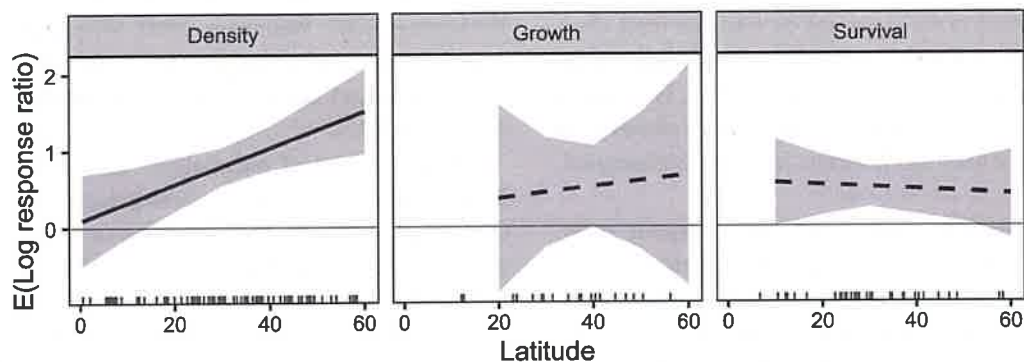 Density Growth Survival
E(Log response ratio)
2
1
0
0 20 40 60 0 20 40 60 0 20 40 60
Latitude